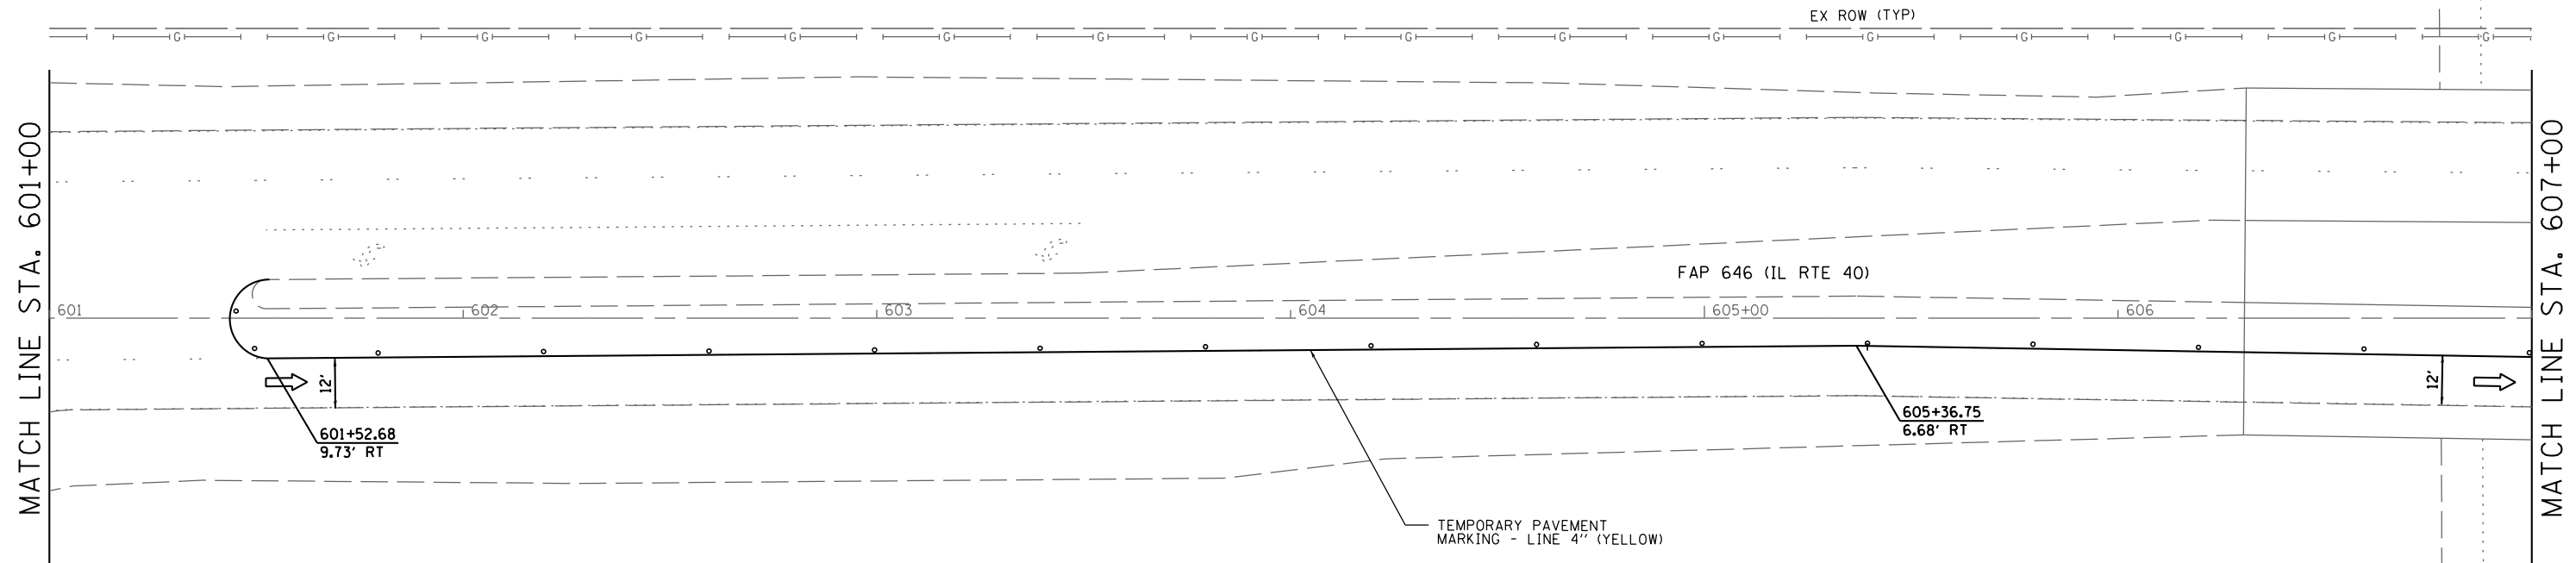 EX ROW (TYP)
G G G G G G G G G G G G G G G G
MATCH LINE STA. 601+00
MATCH LINE STA. 607+00
FAP 646 (IL RTE 40)
601 602 603 604 605+00 606
12'
12'
601+52.68
9.73' RT
605+36.75
6.68' RT
TEMPORARY PAVEMENT
MARKING - LINE 4" (YELLOW)